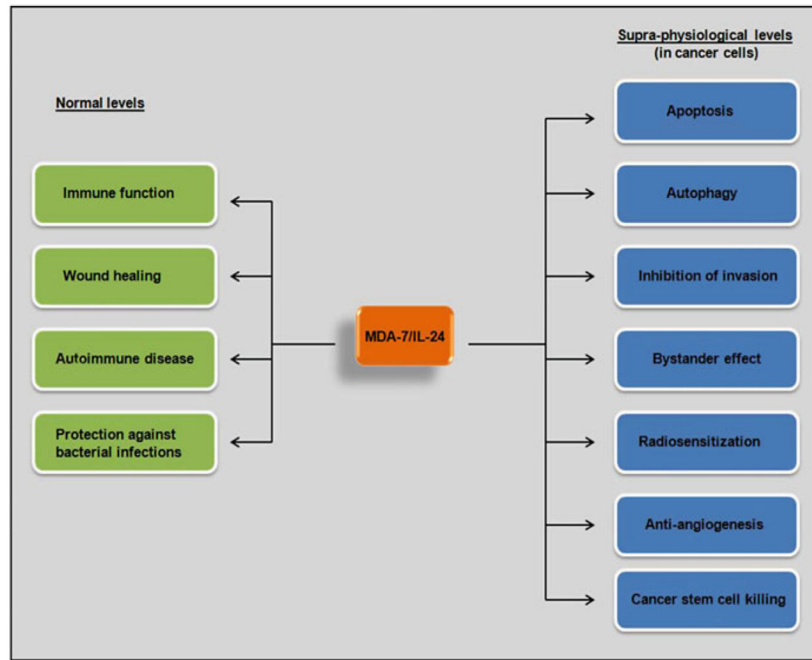 Normal levels
Immune function
Wound healing
Autoimmune disease
Protection against
bacterial infections
MDA-7/IL-24
Supra-physiological levels
(in cancer cells)
Apoptosis
Autophagy
Inhibition of invasion
Bystander effect
Radiosensitization
Anti-angiogenesis
Cancer stem cell killing